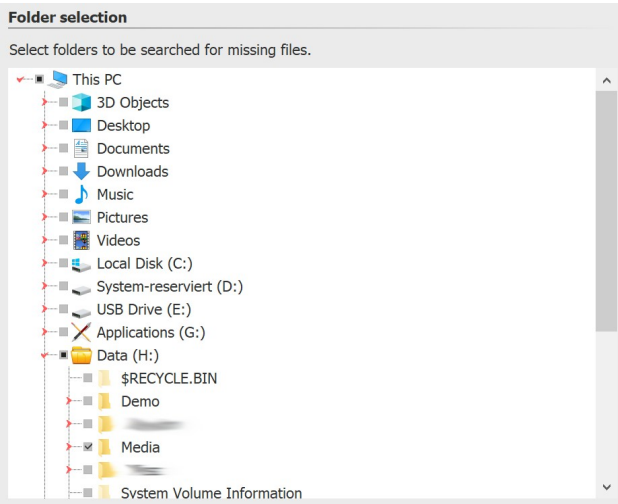 Folder selection
Select folders to be searched for missing files.
This PC
3D Objects
Desktop
Documents
Downloads
Music
Pictures
Videos
Local Disk (C:)
System-reserviert (D:)
USB Drive (E:)
Applications (G:)
Data (H:)
$RECYCLE.BIN
Demo
Media
System Volume Information